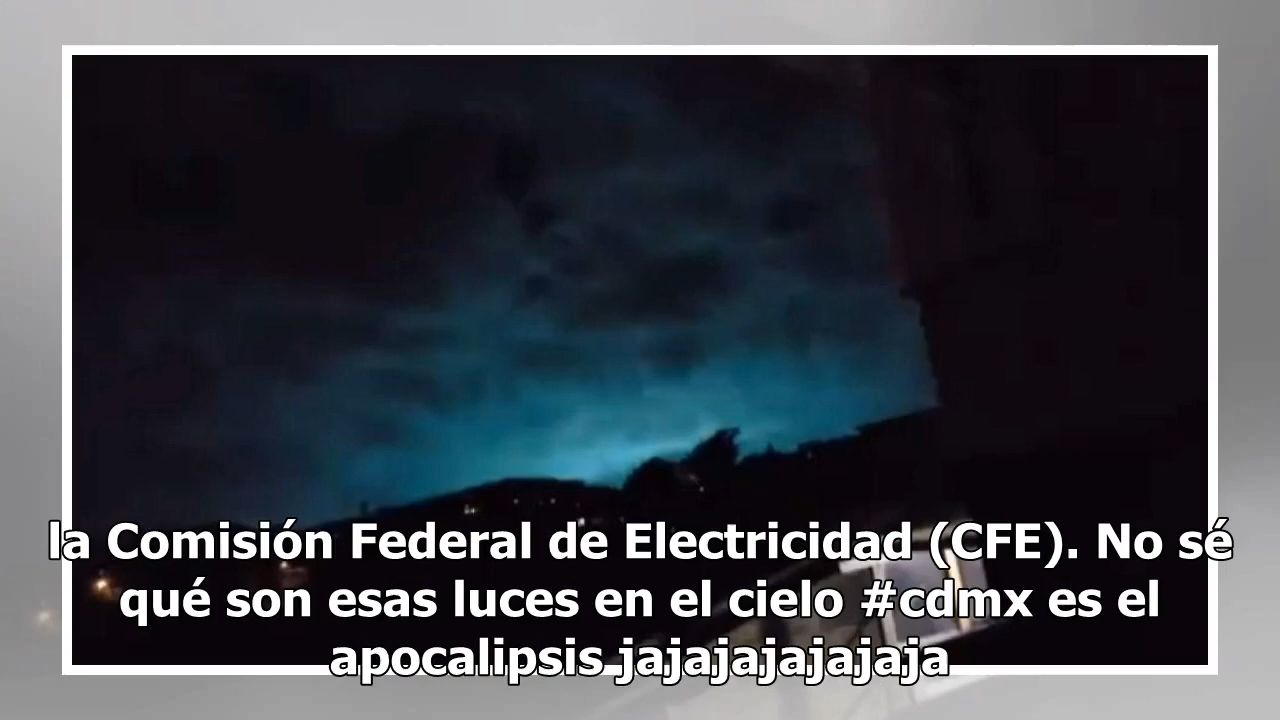 la Comisión Federal de Electricidad (CFE). No sé
qué son esas luces en el cielo #cdmx es el
apocalipsis jajajajajajaja